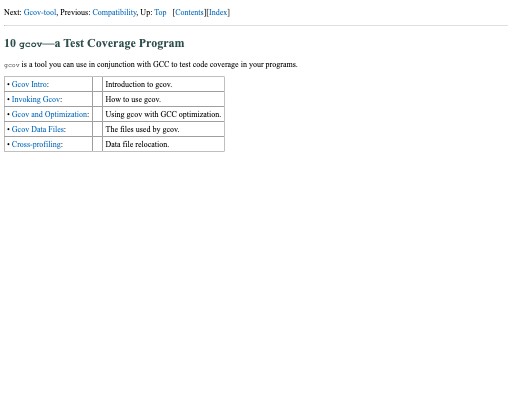 Next: Gcov-tool, Previous: Compatibility, Up: Top [Contents][Index]
10 gcov—a Test Coverage Program
gcov is a tool you can use in conjunction with GCC to test code coverage in your programs.
• Gcov Intro: Introduction to gcov.
• Invoking Gcov: How to use gcov.
• Gcov and Optimization: Using gcov with GCC optimization.
• Gcov Data Files: The files used by gcov.
• Cross-profiling: Data file relocation.